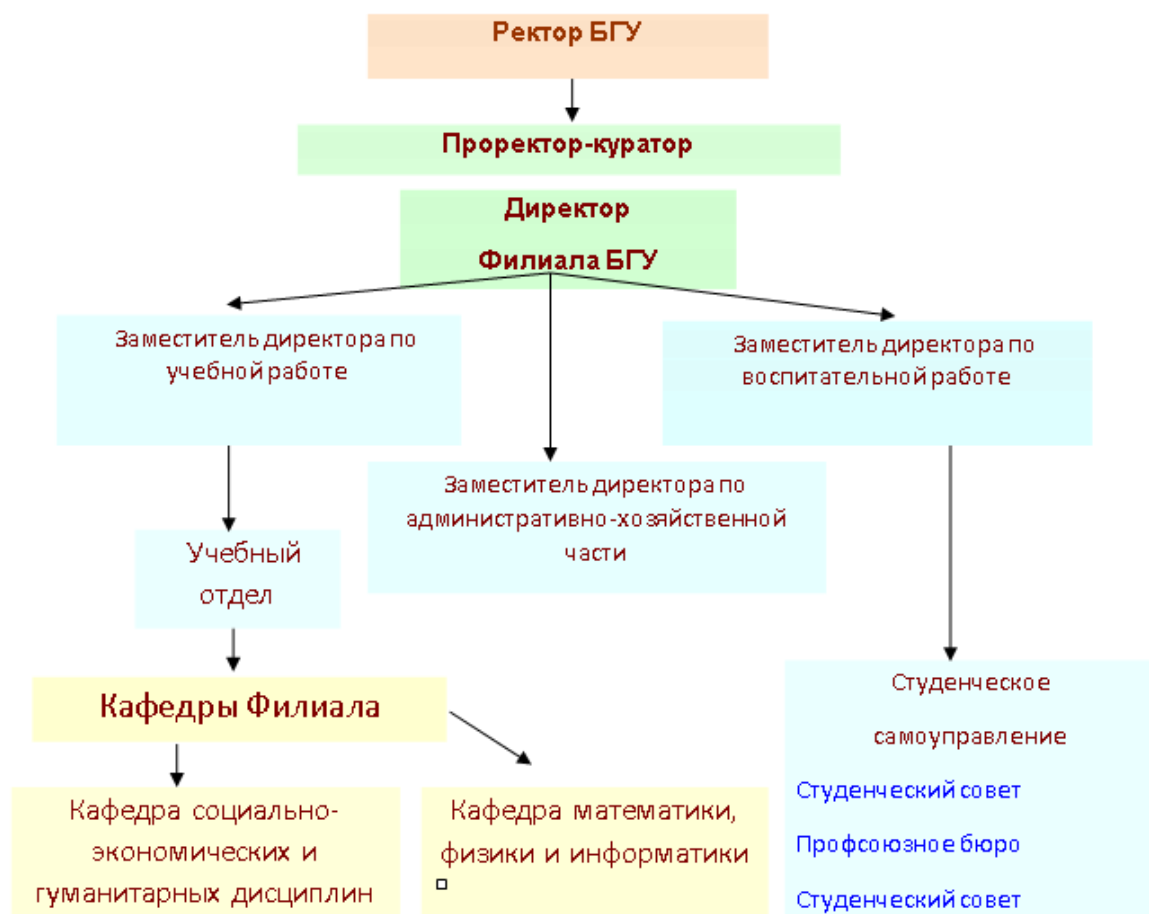 Ректор БГУ
Проректор-куратор
Директор
Филиала БГУ
Заместитель директора по
учебной работе
Заместитель директора по
воспитательной работе
Заместитель директора по
административно-хозяйственной
части
Учебный
отдел
Кафедры Филиала
Кафедра социально-
экономических и
гуманитарных дисциплин
Кафедра математики,
физики и информатики
Студенческое
самоуправление
Студенческий совет
Профсоюзное бюро
Студенческий совет